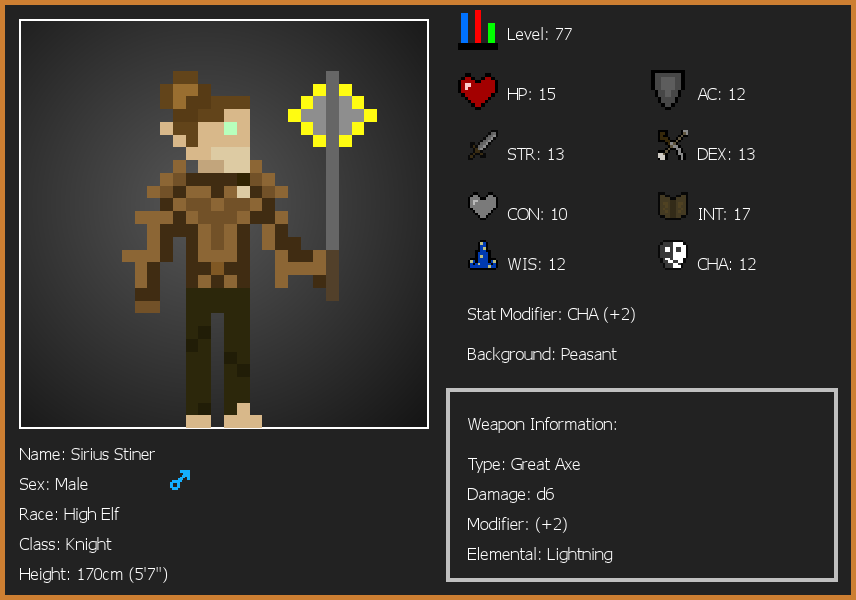 Level: 77
HP: 15
AC: 12
STR: 13
DEX: 13
CON: 10
INT: 17
WIS: 12
CHA: 12
Stat Modifier: CHA (+2)
Background: Peasant
Weapon Information:
Type: Great Axe
Damage: d6
Modifier: (+2)
Elemental: Lightning
Name: Sirius Stiner
Sex: Male
Race: High Elf
Class: Knight
Height: 170cm (5'7")